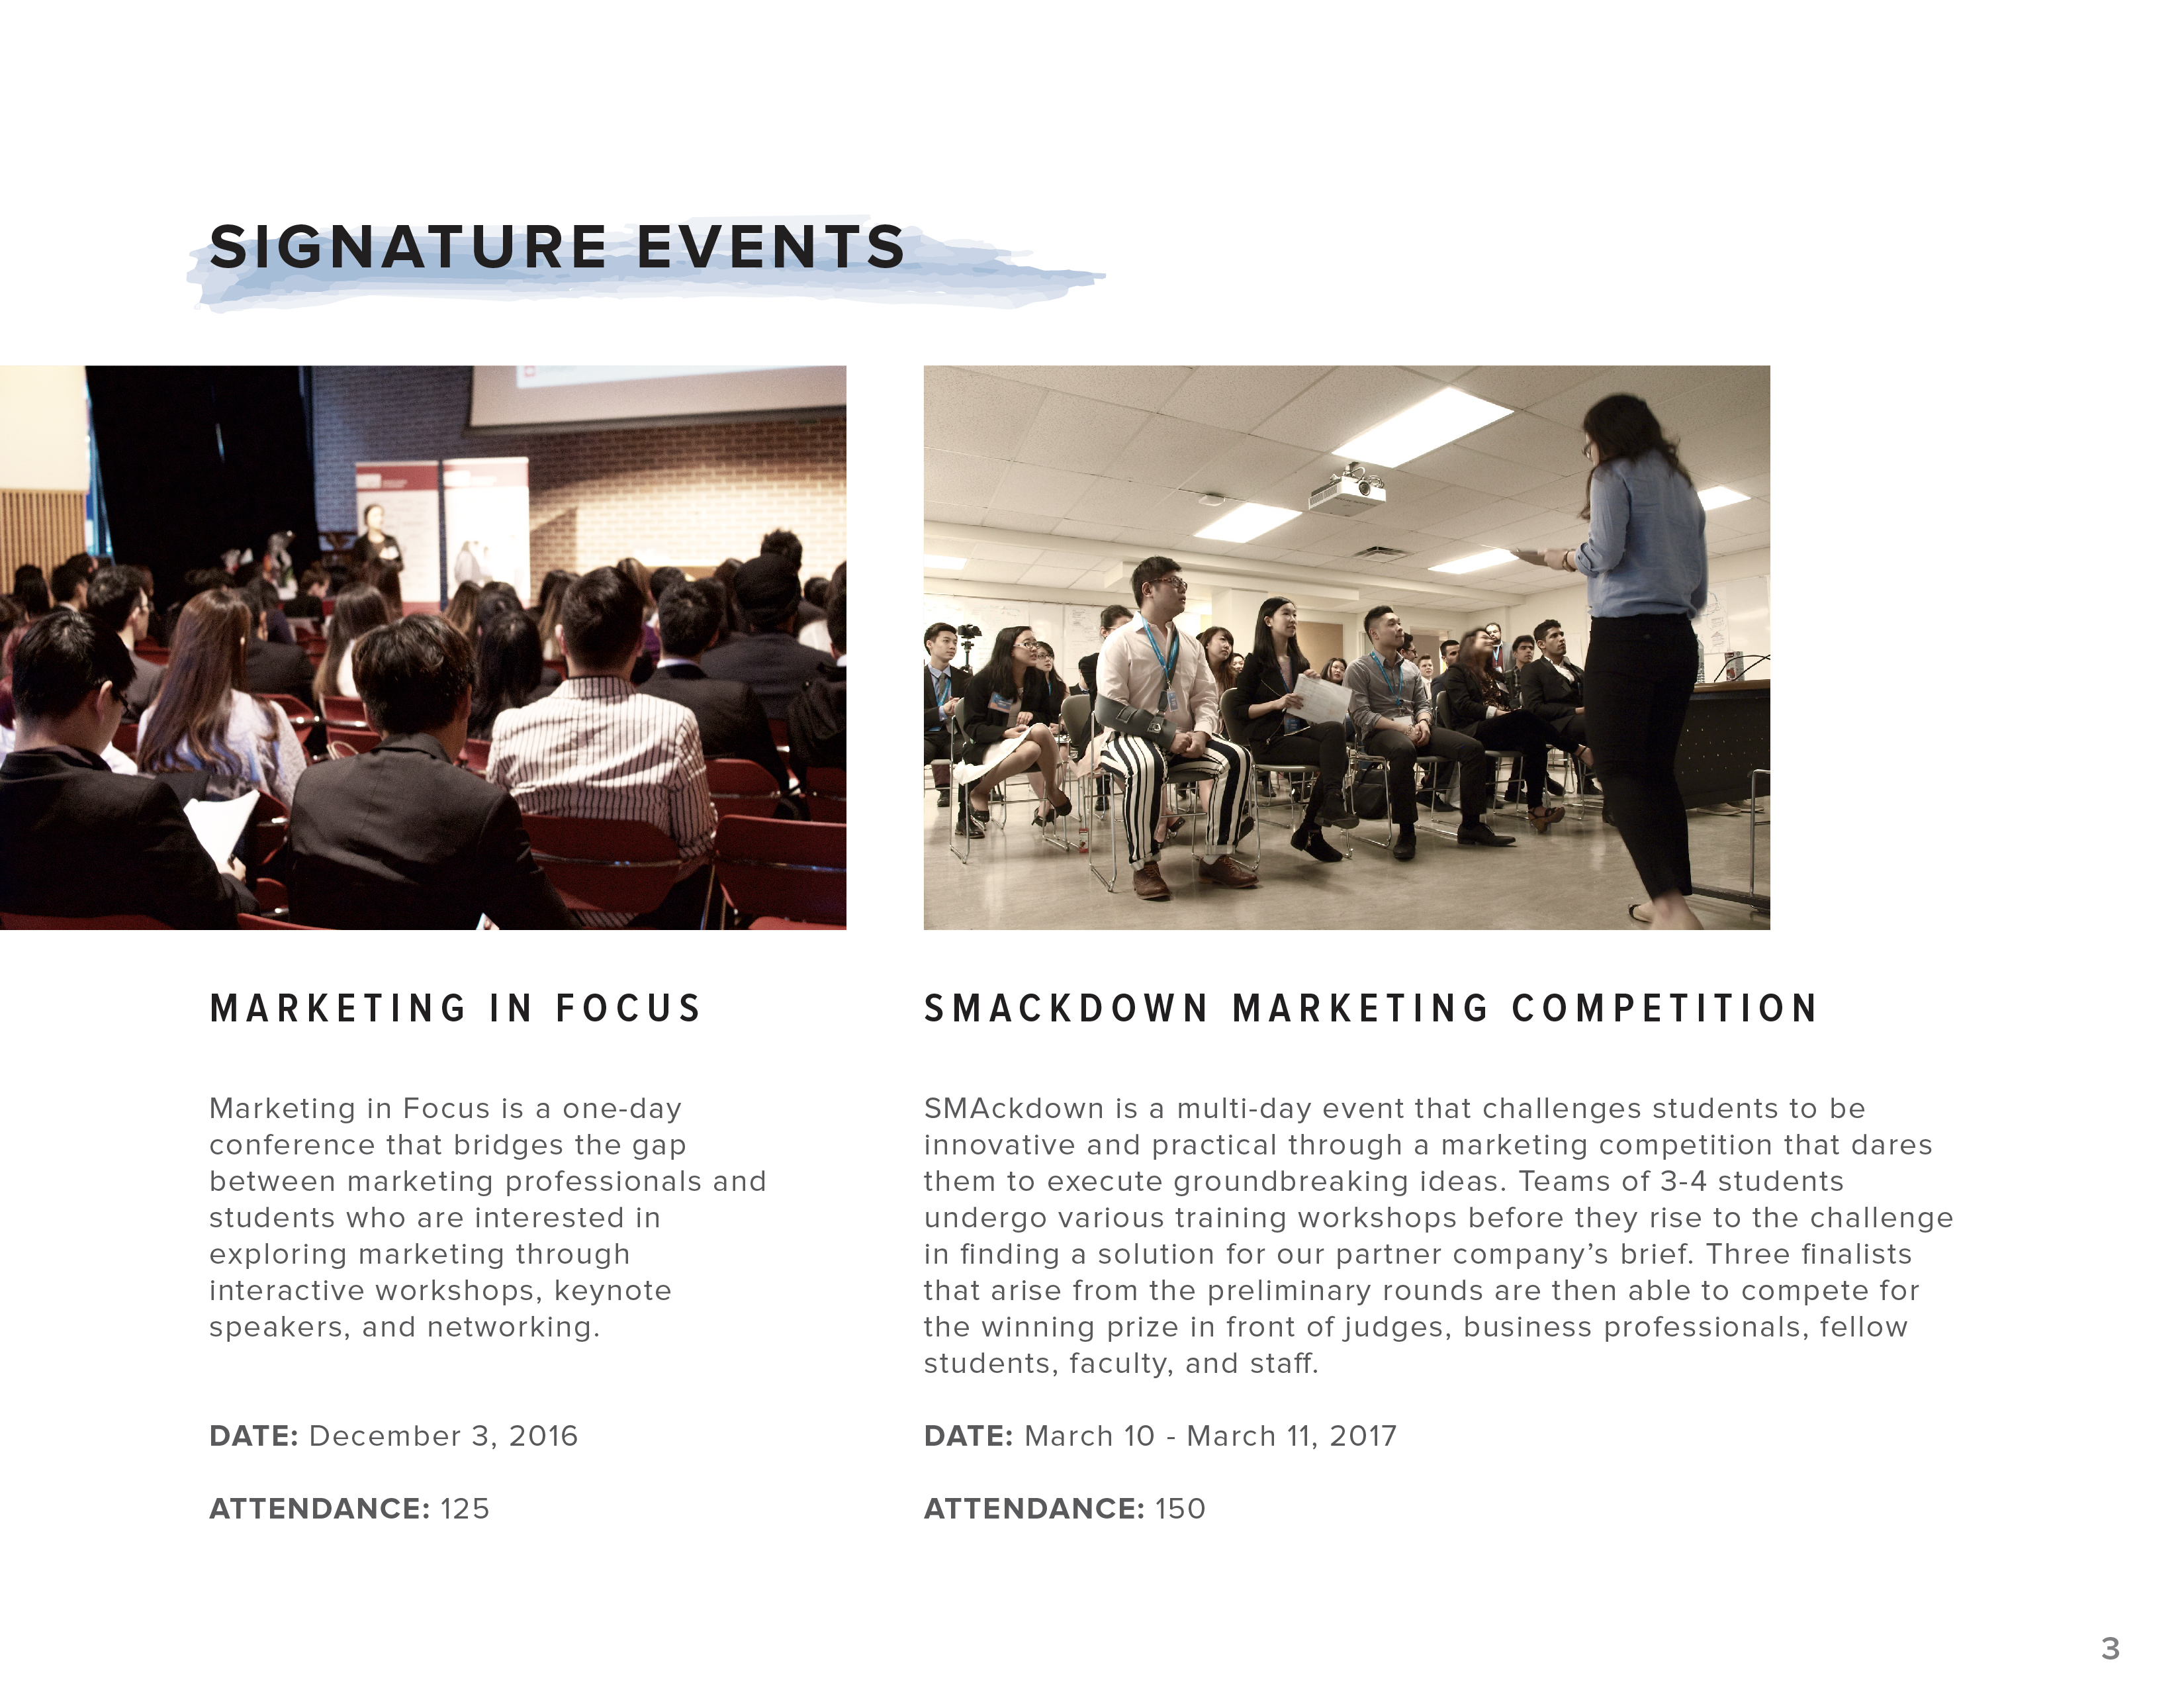 SIGNATURE EVENTS
MARKETING IN FOCUS
Marketing in Focus is a one-day
conference that bridges the gap
between marketing professionals and
students who are interested in
exploring marketing through
interactive workshops, keynote
speakers, and networking.
DATE: December 3, 2016
ATTENDANCE: 125
SMACKDOWN MARKETING COMPETITION
SMAckdown is a multi-day event that challenges students to be
innovative and practical through a marketing competition that dares
them to execute groundbreaking ideas. Teams of 3-4 students
undergo various training workshops before they rise to the challenge
in finding a solution for our partner company’s brief. Three finalists
that arise from the preliminary rounds are then able to compete for
the winning prize in front of judges, business professionals, fellow
students, faculty, and staff.
DATE: March 10 - March 11, 2017
ATTENDANCE: 150
3